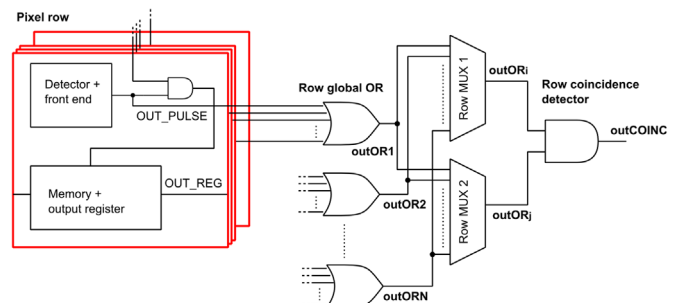 Pixel row
Detector +
front end
OUT_PULSE
Memory +
output register
OUT_REG
Row global OR
outOR1
outOR2
outORN
Row MUX 1
Row MUX 2
outORi
outORj
Row coincidence
detector
outCOINC